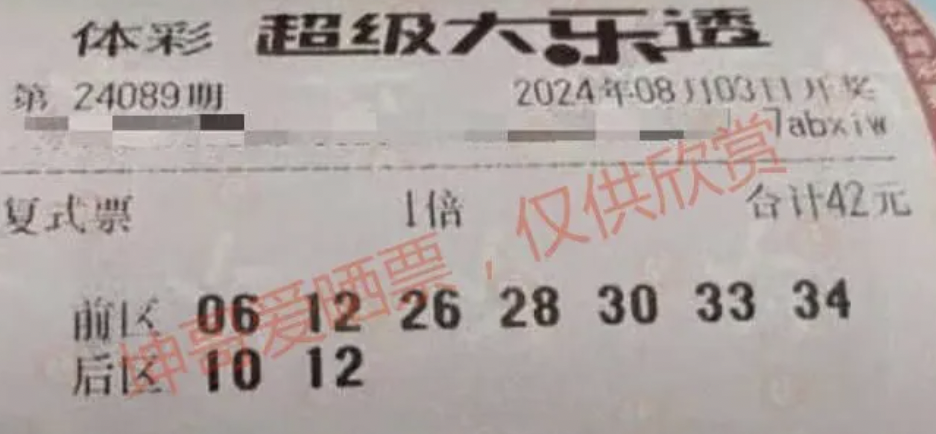 体彩 超级大乐透
第 24089期 2024年08月03日开奖
7abxiw
复式票 1倍 合计42元
坤哥爱晒票，仅供欣赏
前区 06 12 26 28 30 33 34
后区 10 12